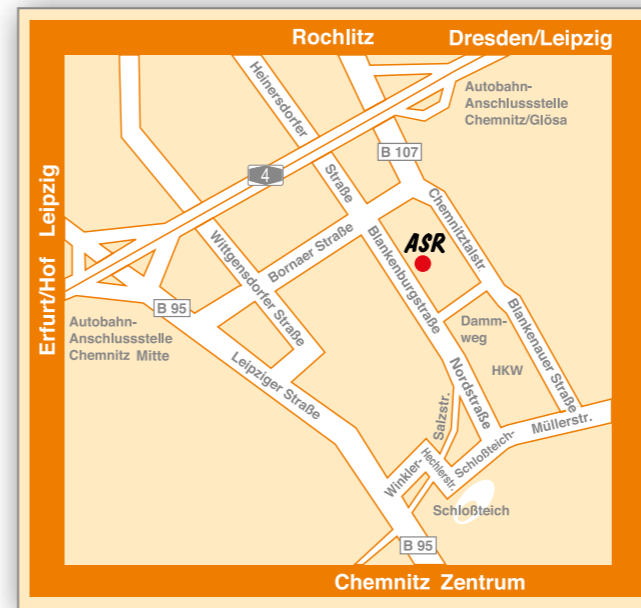 Rochlitz
Dresden/Leipzig
Erfurt/Hof Leipzig
Heinersdorfer
Straße
Autobahn-
Anschlussstelle
Chemnitz/Glösa
B 107
4
Chemnitztalstr.
ASR
Wittgensdorfer Straße
Bornaer Straße
Blankenburgstraße
B 95
Autobahn-
Anschlussstelle
Chemnitz Mitte
Leipziger Straße
Damm-
weg
Blankenauer Straße
HKW
Nordstraße
Salzstr.
Müllerstr.
Schloßteich-
Hechlerstr.
Winkler-
Schloßteich
B 95
Chemnitz Zentrum